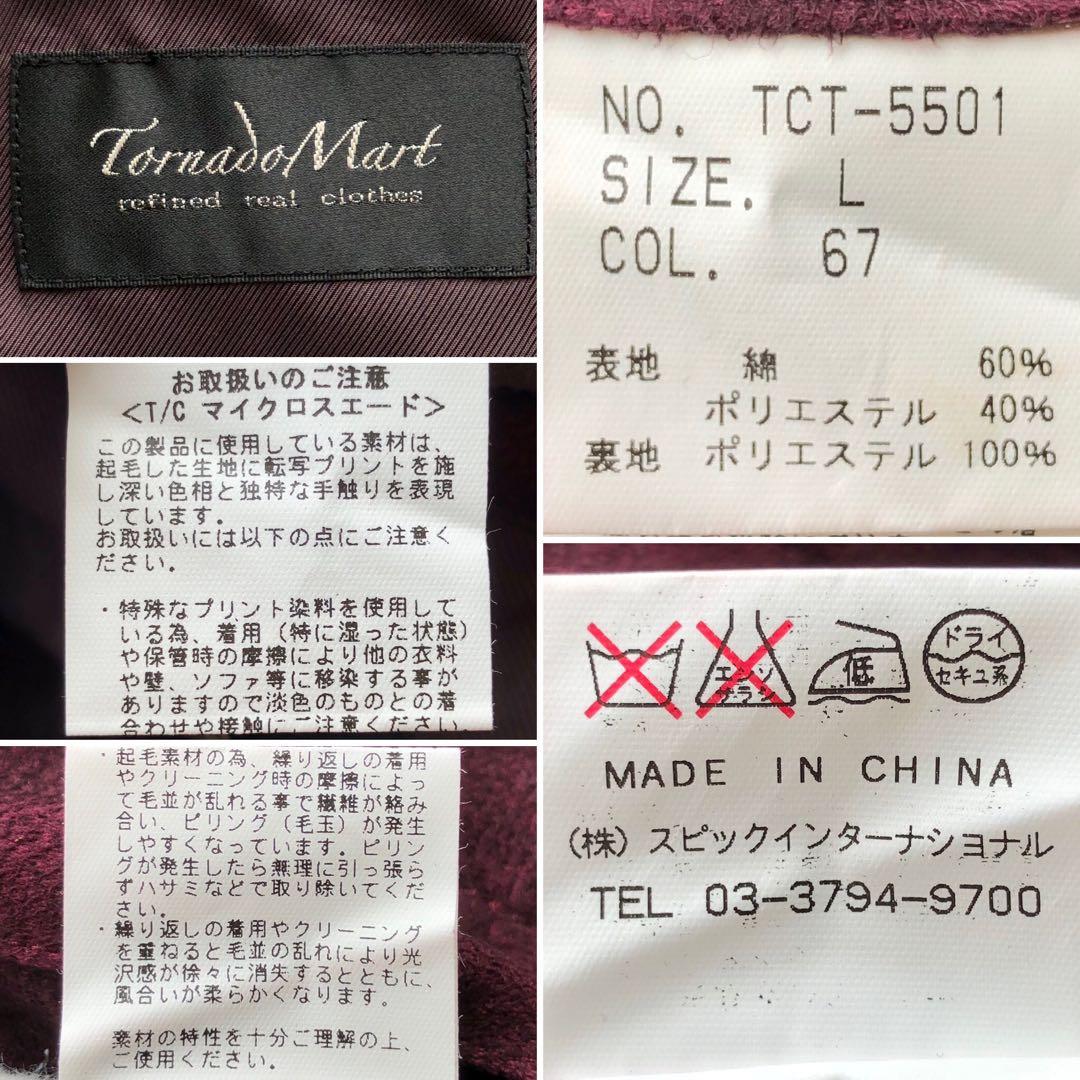 TornadoMart
refined real clothes
NO. TCT-5501
SIZE. L
COL. 67
表地 綿 60%
ポリエステル 40%
裏地 ポリエステル 100%
お取扱いのご注意
<T/C マイクロスエード>
この製品に使用している素材は、
起毛した生地に転写プリントを施
し深い色相と独特な手触りを表現
しています。
お取扱いには以下の点にご注意く
ださい。
・特殊なプリント染料を使用して
いる為、着用(特に湿った状態)
や保管時の摩擦により他の衣料
や壁、ソファ等に移染する事が
ありますので淡色のものとの着
合わせや接触にご注意ください。
・起毛素材の為、繰り返しの着用
やクリーニング時の摩擦によっ
て毛並が乱れる事で繊維が絡み
合い、ピリング(毛玉)が発生
しやすくなっています。ピリン
グが発生したら無理に引っ張ら
ずハサミなどで取り除いてくだ
さい。
・繰り返しの着用やクリーニング
を重ねると毛並の乱れにより光
沢感が徐々に消失するとともに、
風合いが柔らかくなります。
素材の特性を十分ご理解の上、
ご使用ください。
エンソ
サラシ
低
ドライ
セキユ系
MADE IN CHINA
(株)スピックインターナショナル
TEL 03-3794-9700